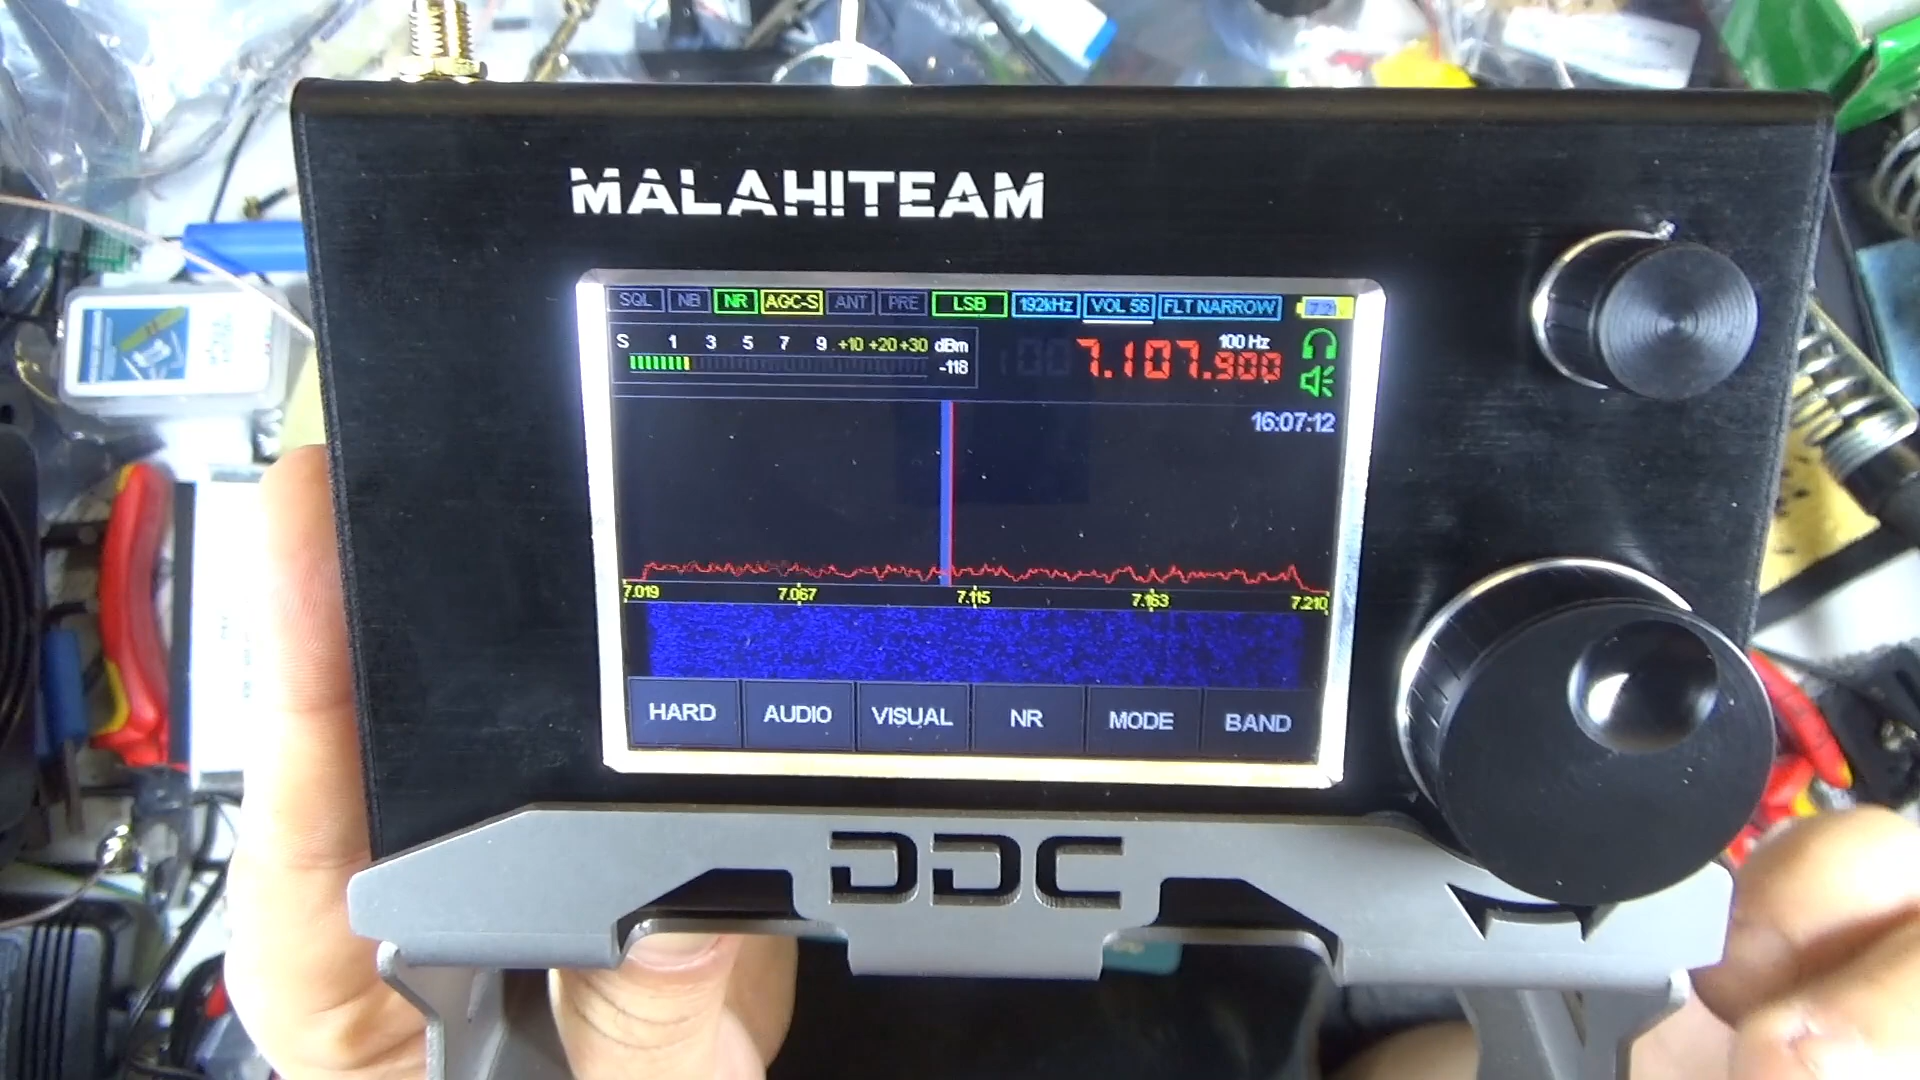 MALAHITEAM
SQL NB NR AGC-S ANT PRE LSB 192kHz VOL 56 FLT NARROW 7.2
S 1 3 5 7 9 +10 +20 +30 dBm
-118
100 Hz
7.107.900
16:07:12
7.019 7.067 7.115 7.163 7.210
HARD AUDIO VISUAL NR MODE BAND
DDC